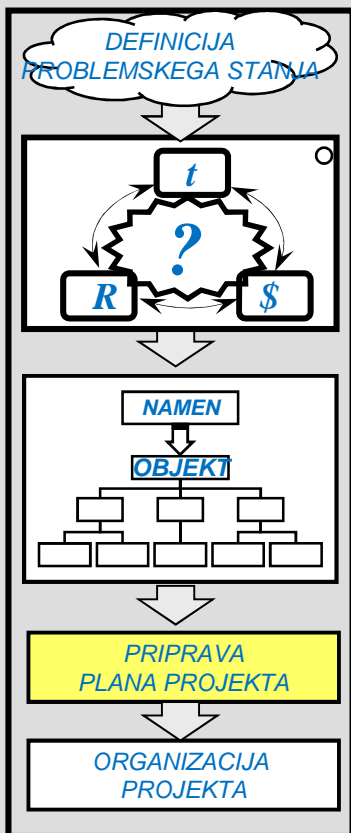 DEFINICIJA
PROBLEMSKEGA STANJA
t
?
R
$
NAMEN
OBJEKT
PRIPRAVA
PLANA PROJEKTA
ORGANIZACIJA
PROJEKTA